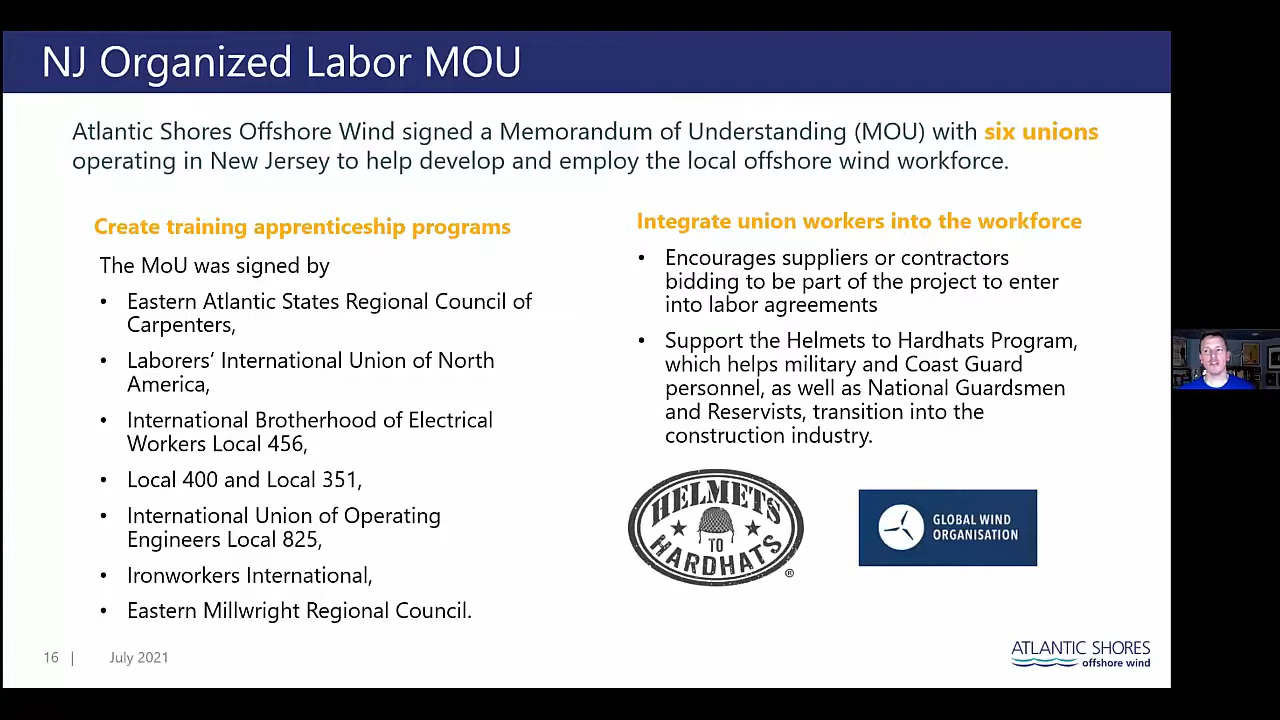 NJ Organized Labor MOU
Atlantic Shores Offshore Wind signed a Memorandum of Understanding (MOU) with six unions
operating in New Jersey to help develop and employ the local offshore wind workforce.
Create training apprenticeship programs
The MoU was signed by
• Eastern Atlantic States Regional Council of
Carpenters,
• Laborers’ International Union of North
America,
• International Brotherhood of Electrical
Workers Local 456,
• Local 400 and Local 351,
• International Union of Operating
Engineers Local 825,
• Ironworkers International,
• Eastern Millwright Regional Council.
Integrate union workers into the workforce
• Encourages suppliers or contractors
bidding to be part of the project to enter
into labor agreements
• Support the Helmets to Hardhats Program,
which helps military and Coast Guard
personnel, as well as National Guardsmen
and Reservists, transition into the
construction industry.
HELMETS
TO
HARDHATS
®
GLOBAL WIND
ORGANISATION
16 | July 2021
ATLANTIC SHORES
offshore wind